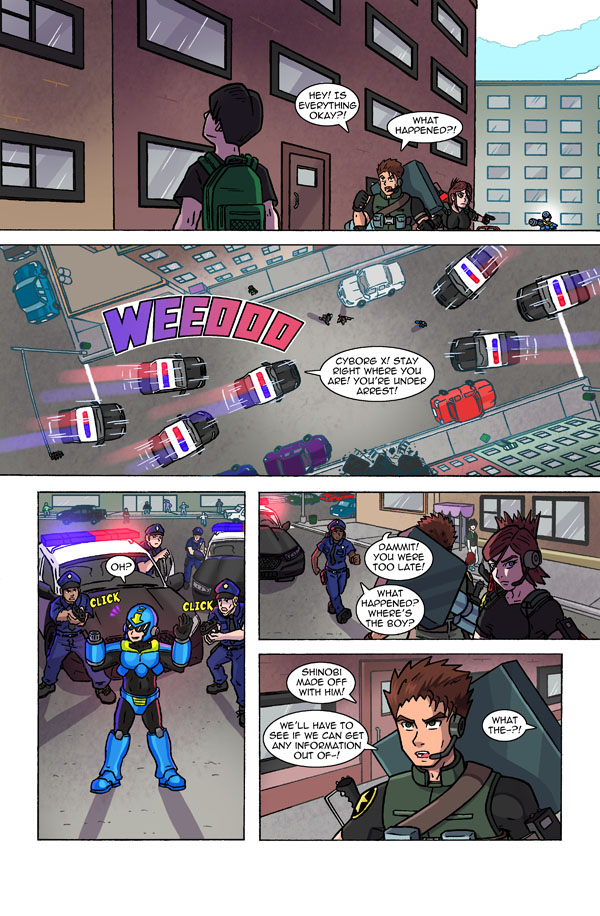 HEY! IS
EVERYTHING
OKAY?!
WHAT
HAPPENED?!
WEEOOO
CYBORG X! STAY
RIGHT WHERE YOU
ARE! YOU'RE UNDER
ARREST!
OH?
CLICK
CLICK
DAMMIT!
YOU WERE
TOO LATE!
WHAT
HAPPENED?
WHERE'S
THE BOY?
SHINOBI
MADE OFF
WITH HIM!
WE'LL HAVE TO
SEE IF WE CAN GET
ANY INFORMATION
OUT OF-!
WHAT
THE-?!